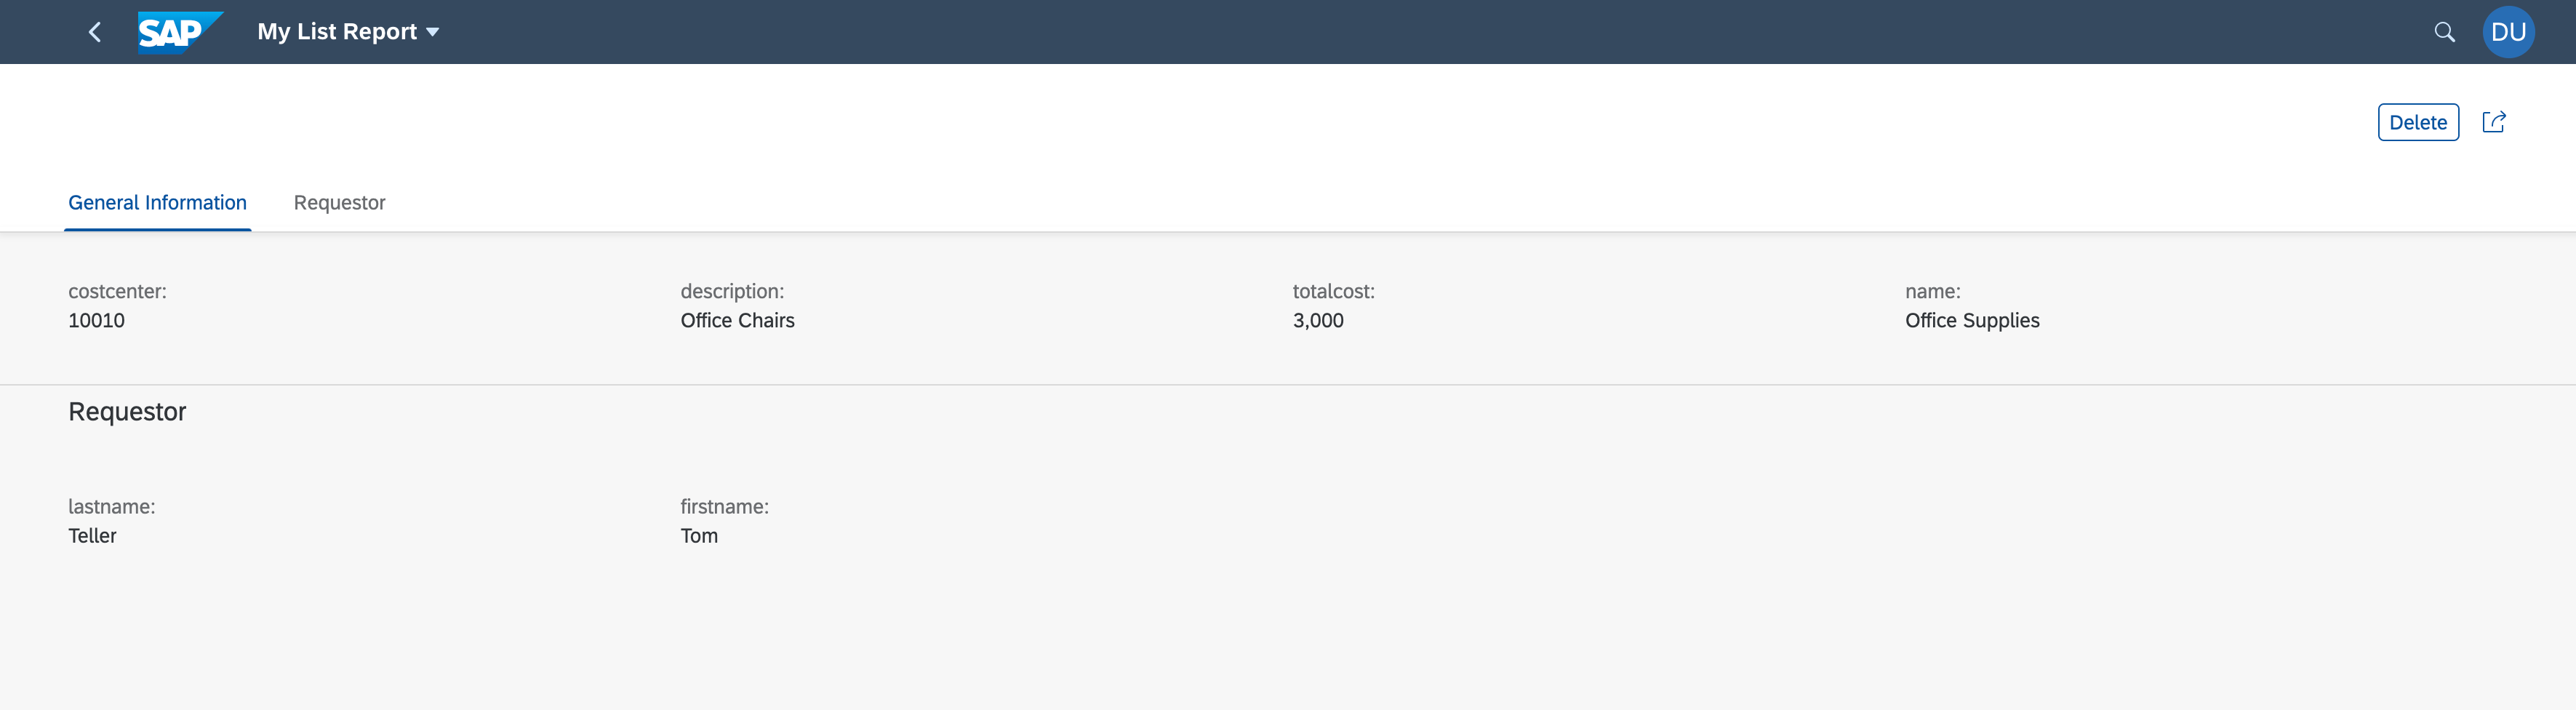 SAP My List Report DU
Delete
General Information Requestor
costcenter: description: totalcost: name:
10010 Office Chairs 3,000 Office Supplies
Requestor
lastname: firstname:
Teller Tom